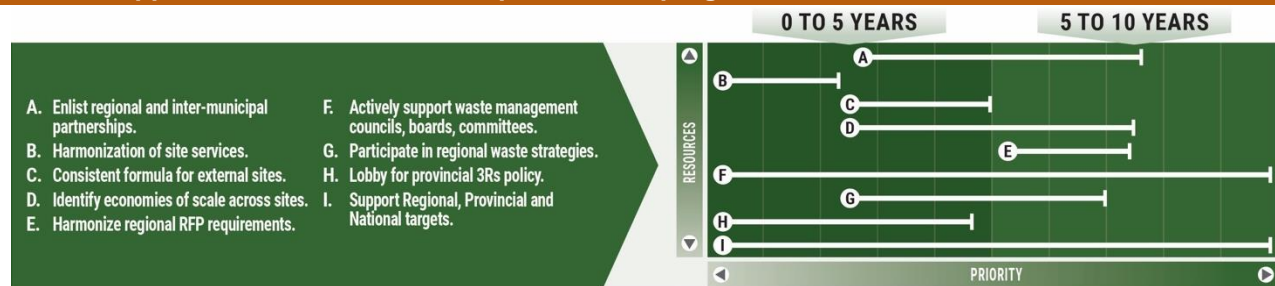 0 TO 5 YEARS
5 TO 10 YEARS
A. Enlist regional and inter-municipal
partnerships.
B. Harmonization of site services.
C. Consistent formula for external sites.
D. Identify economies of scale across sites.
E. Harmonize regional RFP requirements.
F. Actively support waste management
councils, boards, committees.
G. Participate in regional waste strategies.
H. Lobby for provincial 3Rs policy.
I. Support Regional, Provincial and
National targets.
RESOURCES
A
B
C
D
E
F
G
H
I
PRIORITY